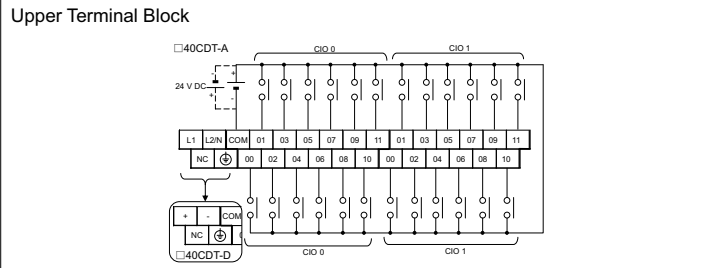 Upper Terminal Block
□40CDT-A
CIO 0
CIO 1
- +
24 V DC
+ -
L1 L2/N COM 01 03 05 07 09 11 01 03 05 07 09 11
NC 00 02 04 06 08 10 00 02 04 06 08 10
+ - COM
NC
□40CDT-D
CIO 0
CIO 1